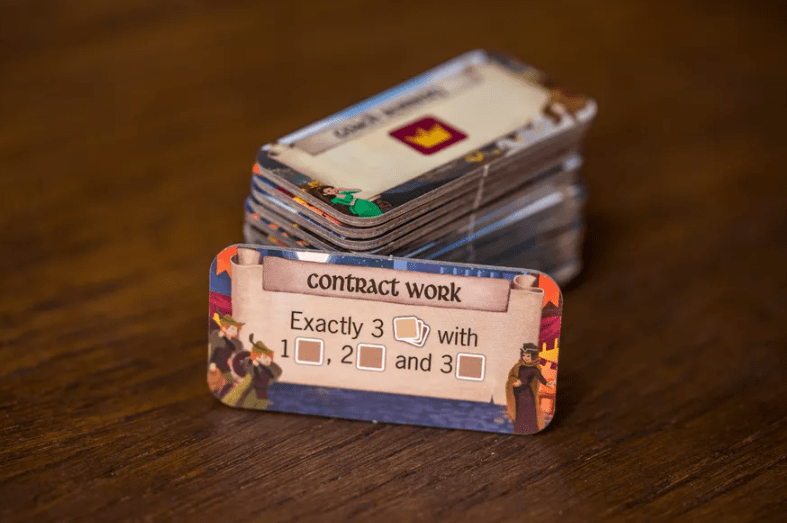 CONTRACT WORK
Exactly 3 with
1, 2 and 3